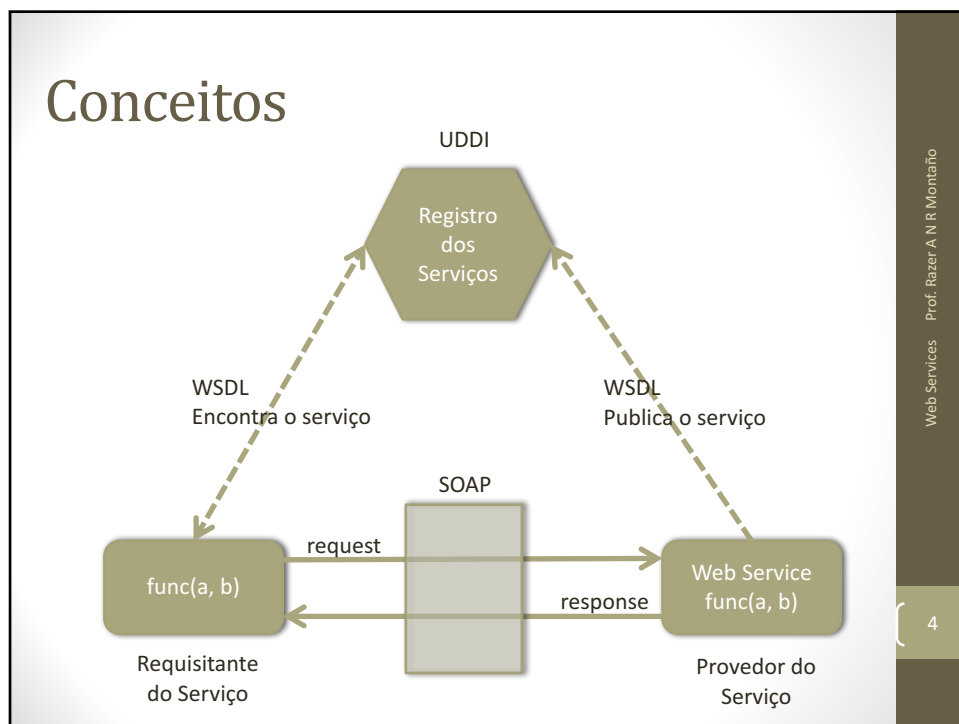 Conceitos
UDDI
Registro
dos
Serviços
WSDL
Encontra o serviço
WSDL
Publica o serviço
SOAP
request
func(a, b)
Web Service
func(a, b)
response
Requisitante
do Serviço
Provedor do
Serviço
Web Services Prof. Razer A N R Montaño
4